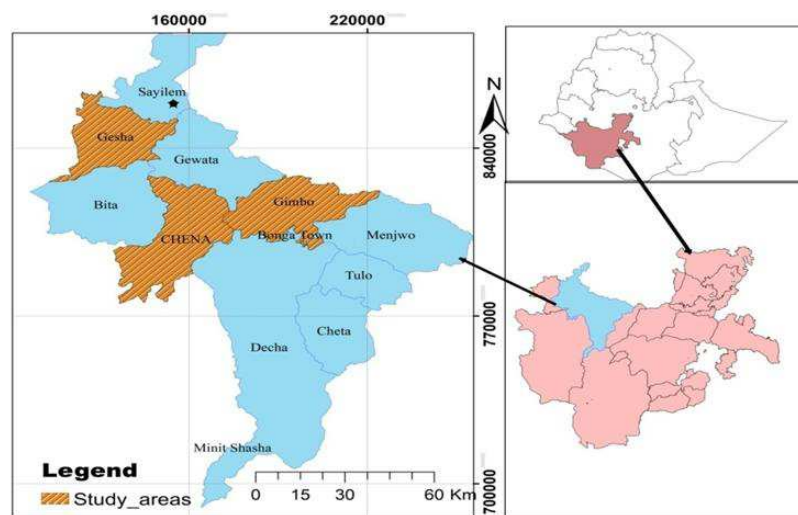 160000 220000
Sayilem
Gesha
Gewata
Bita
Gimbo
CHENA
Bonga Town
Menjwo
Tulo
Cheta
Decha
Minit Shasha
Legend
Study_areas
0 15 30 60 Km
N
840000
770000
700000